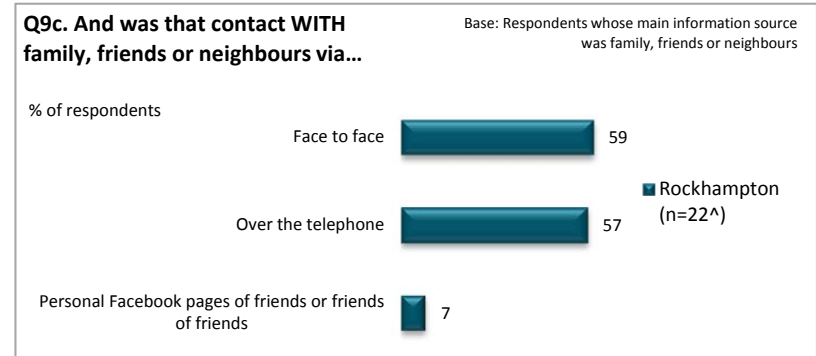 Q9c. And was that contact WITH
family, friends or neighbours via…
Base: Respondents whose main information source
was family, friends or neighbours
% of respondents
Face to face
59
Over the telephone
57
Personal Facebook pages of friends or friends
of friends
7
Rockhampton
(n=22^)